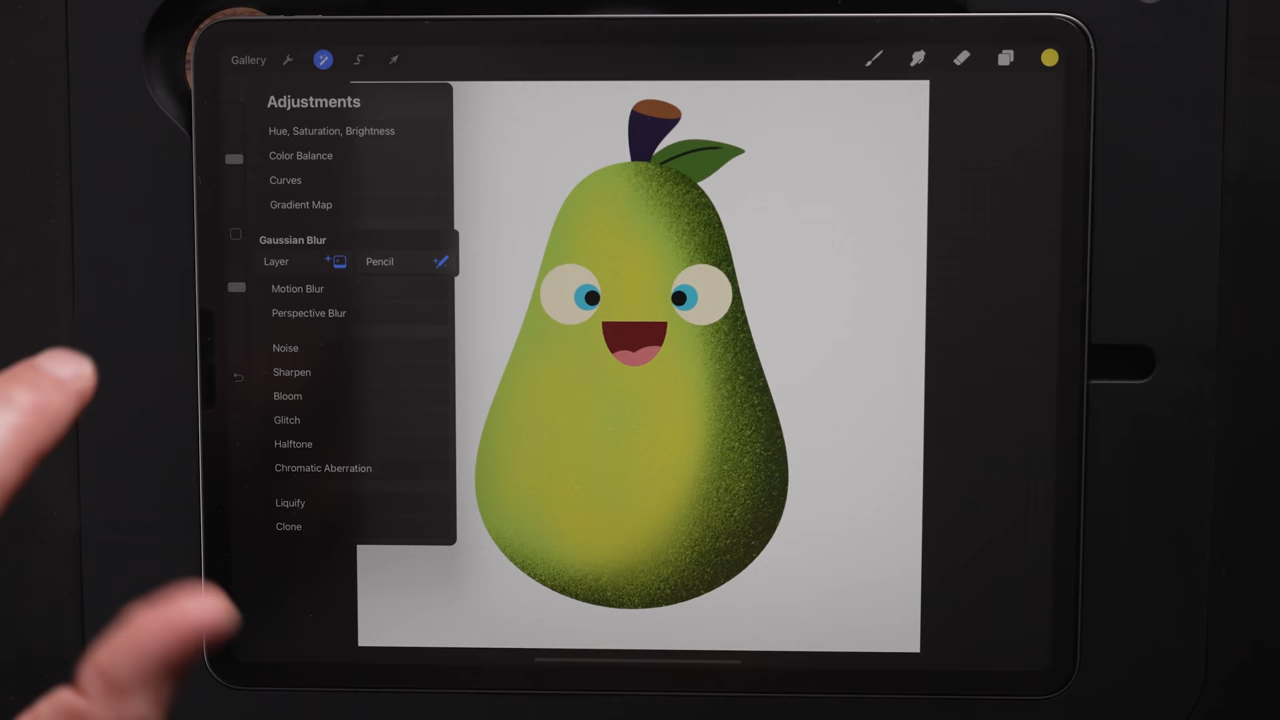 Gallery
Adjustments
Hue, Saturation, Brightness
Color Balance
Curves
Gradient Map
Gaussian Blur
Layer Pencil
Motion Blur
Perspective Blur
Noise
Sharpen
Bloom
Glitch
Halftone
Chromatic Aberration
Liquify
Clone